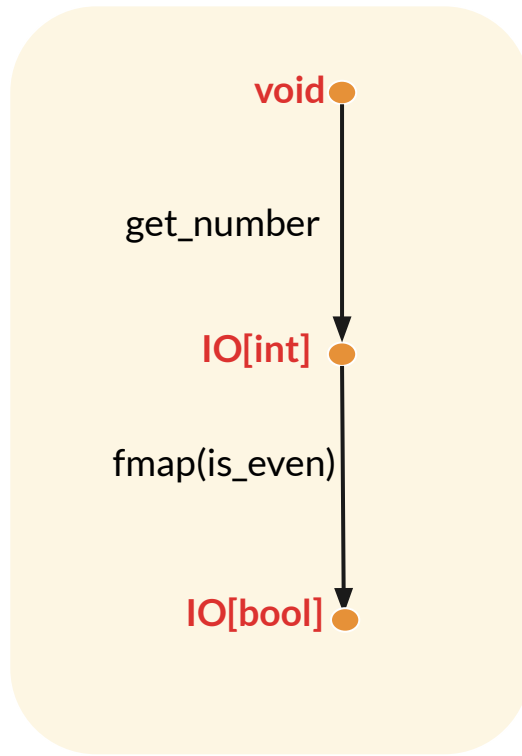 void
get_number
IO[int]
fmap(is_even)
IO[bool]